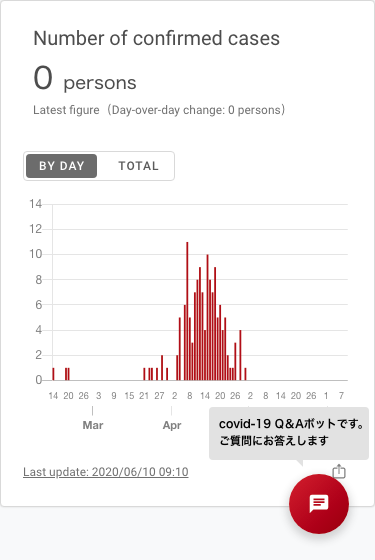 Number of confirmed cases
0 persons
Latest figure（Day-over-day change: 0 persons）
BY DAY TOTAL
14
12
10
8
6
4
2
0
14 20 26 3 9 15 21 27 2 8 14 20 26 2 8 14 20 26 1 7
Mar Apr
covid-19 Q&Aボットです。
ご質問にお答えします
Last update: 2020/06/10 09:10